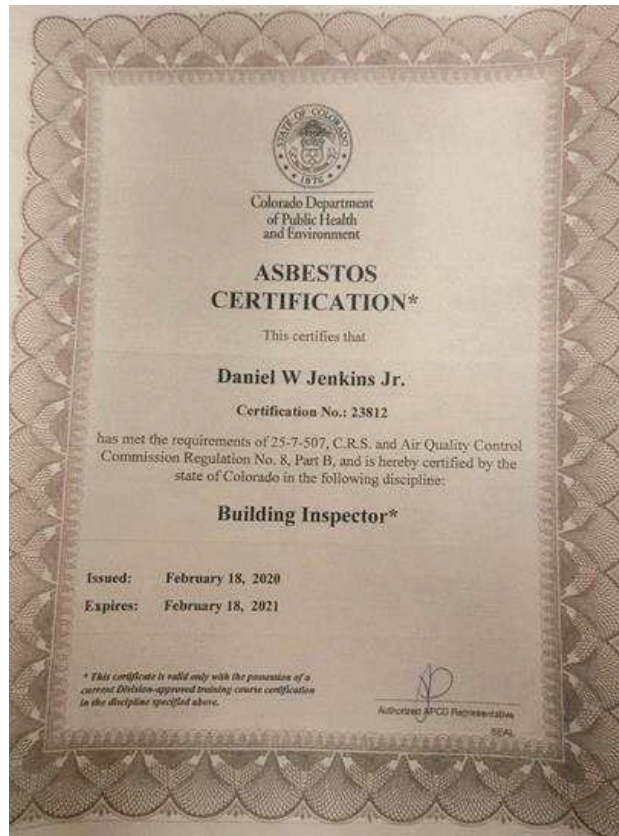 STATE OF COLORADO
1876
Colorado Department
of Public Health
and Environment
ASBESTOS
CERTIFICATION*
This certifies that
Daniel W Jenkins Jr.
Certification No.: 23812
has met the requirements of 25-7-507, C.R.S. and Air Quality Control
Commission Regulation No. 8, Part B, and is hereby certified by the
state of Colorado in the following discipline:
Building Inspector*
Issued: February 18, 2020
Expires: February 18, 2021
* This certificate is valid only with the possession of a
current Division-approved training course certification
in the discipline specified above.
Authorized APCD Representative
SEAL